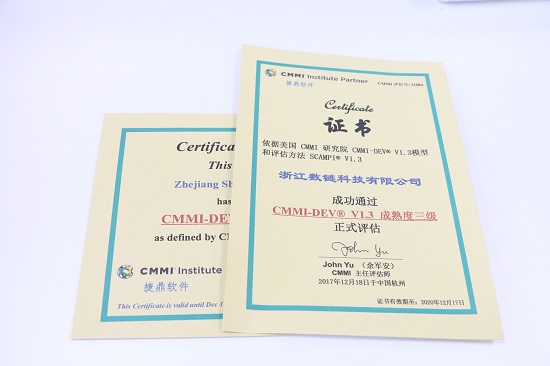 CMMI Institute Partner
捷鼎软件
CMMI 评估号:
Certificate
证书
依据美国 CMMI 研究院 CMMI-DEV® V1.3模型
和评估方法 SCAMPI® V1.3
浙江数链科技有限公司
成功通过
CMMI-DEV® V1.3 成熟度三级
正式评估
John Yu
John Yu （余军安）
CMMI 主任评估师
2017年12月18日于中国杭州
证书有效期至: 2020年12月17日
Certifica
This
Zhejiang Sh
has
CMMI-DEV
as defined by C
CMMI Institute
捷鼎软件
This Certificate is valid until Dec